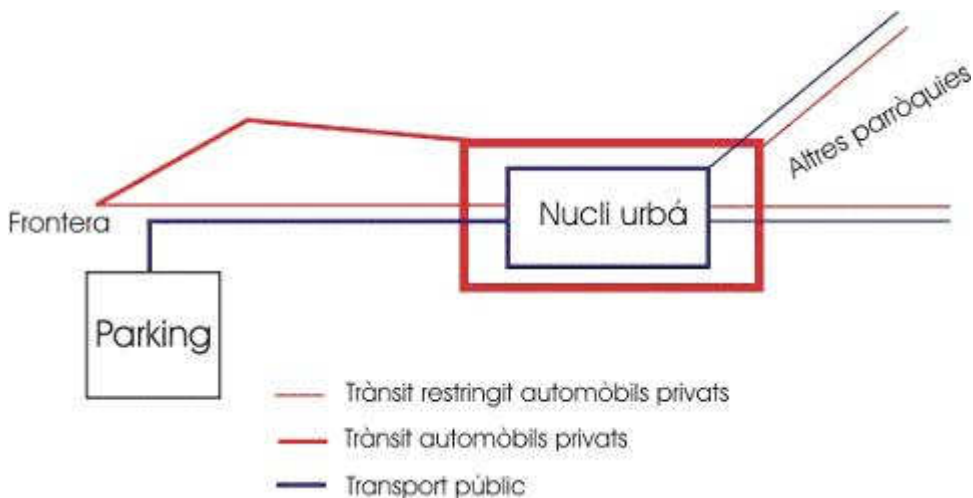 Altres parròquies
Frontera
Nucli urbá
Parking
Trànsit restringit automòbils privats
Trànsit automòbils privats
Transport públic